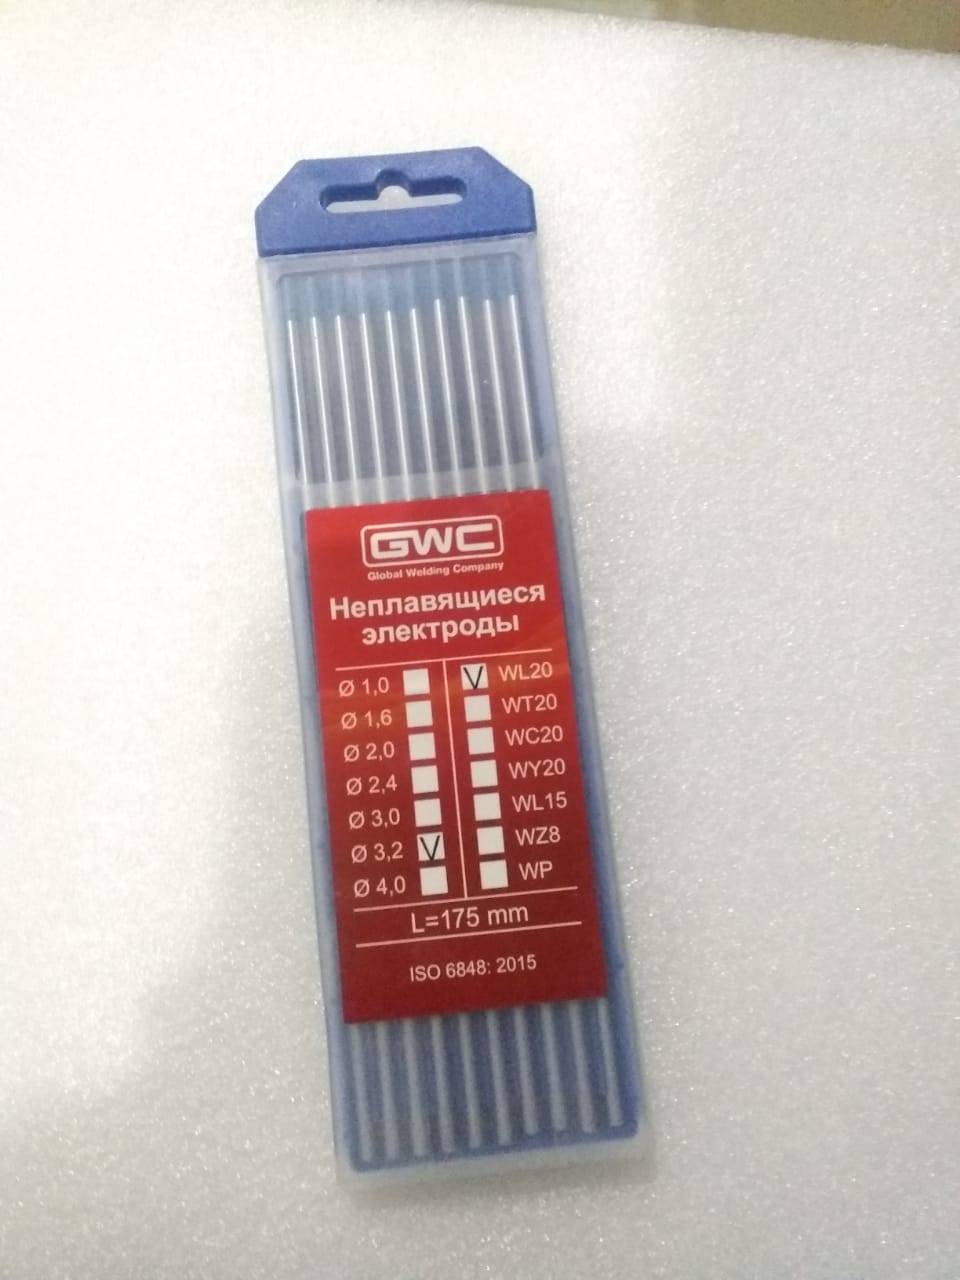 GWC
Global Welding Company
Неплавящиеся
электроды
Ø 1,0
Ø 1,6
Ø 2,0
Ø 2,4
Ø 3,0
Ø 3,2 V
Ø 4,0
V WL20
WT20
WC20
WY20
WL15
WZ8
WP
L=175 mm
ISO 6848: 2015